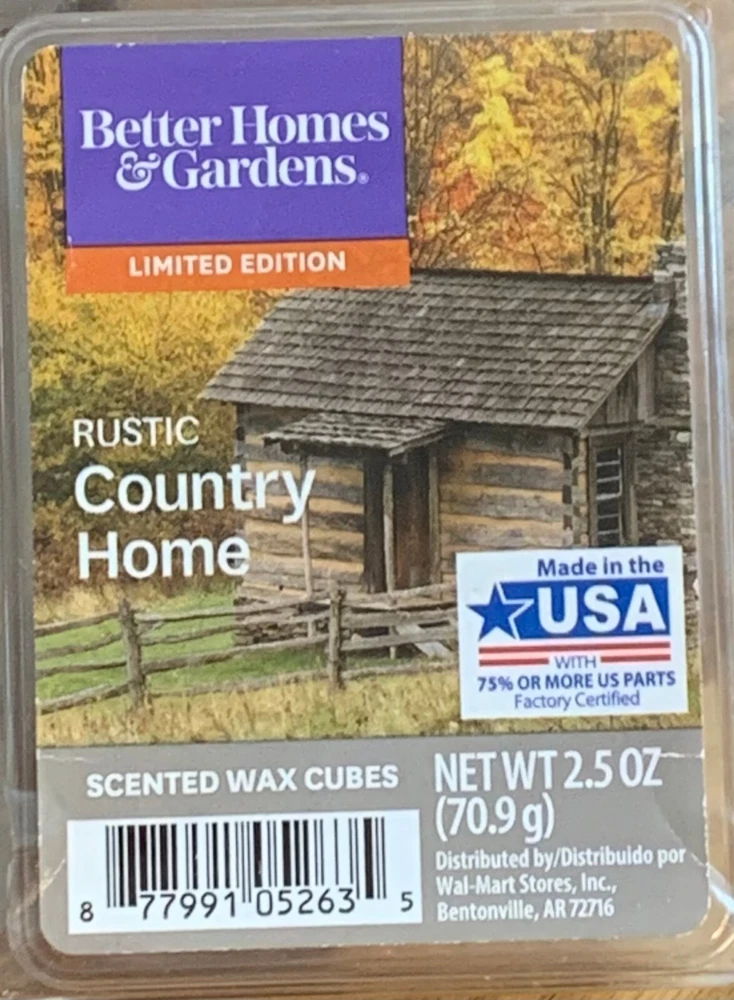 Better Homes
& Gardens®
LIMITED EDITION
RUSTIC
Country
Home
Made in the
USA
WITH
75% OR MORE US PARTS
Factory Certified
SCENTED WAX CUBES
NET WT 2.5 OZ
(70.9 g)
Distributed by/Distribuido por
Wal-Mart Stores, Inc.,
Bentonville, AR 72716
8 77991 05263 5